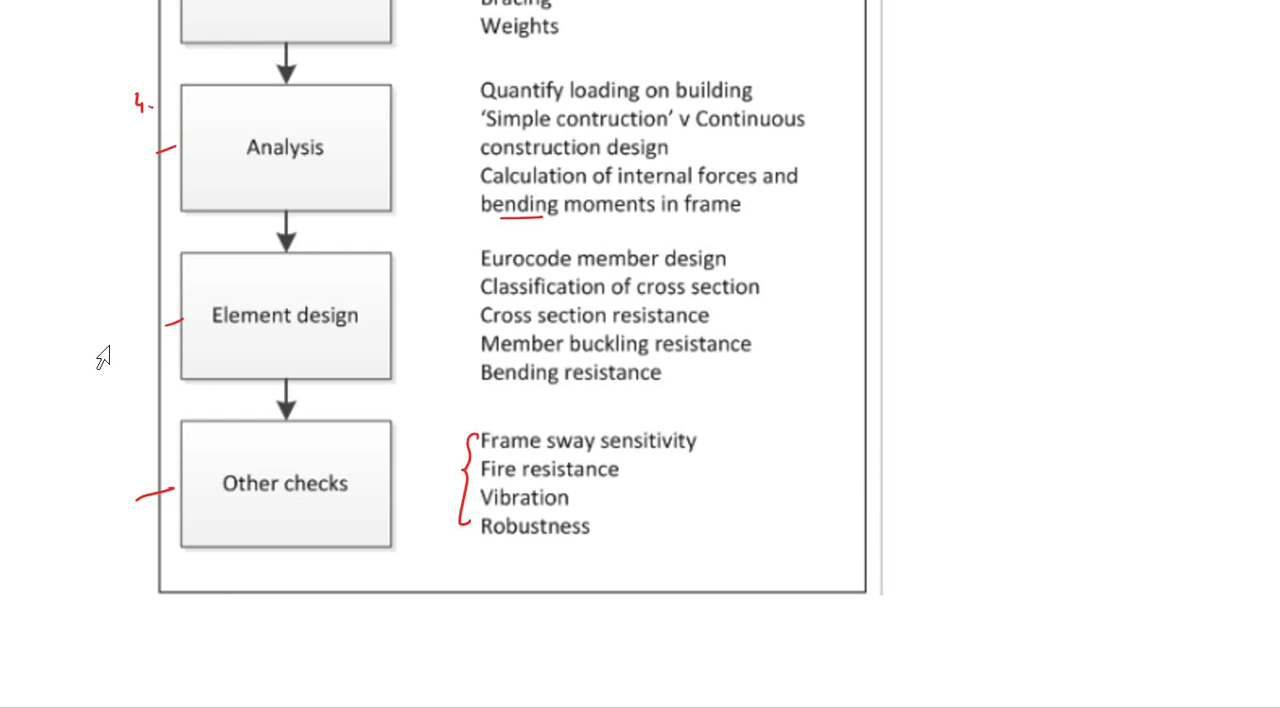 Weights
4.
Analysis
Quantify loading on building
‘Simple contruction’ v Continuous
construction design
Calculation of internal forces and
bending moments in frame
Element design
Eurocode member design
Classification of cross section
Cross section resistance
Member buckling resistance
Bending resistance
Other checks
Frame sway sensitivity
Fire resistance
Vibration
Robustness